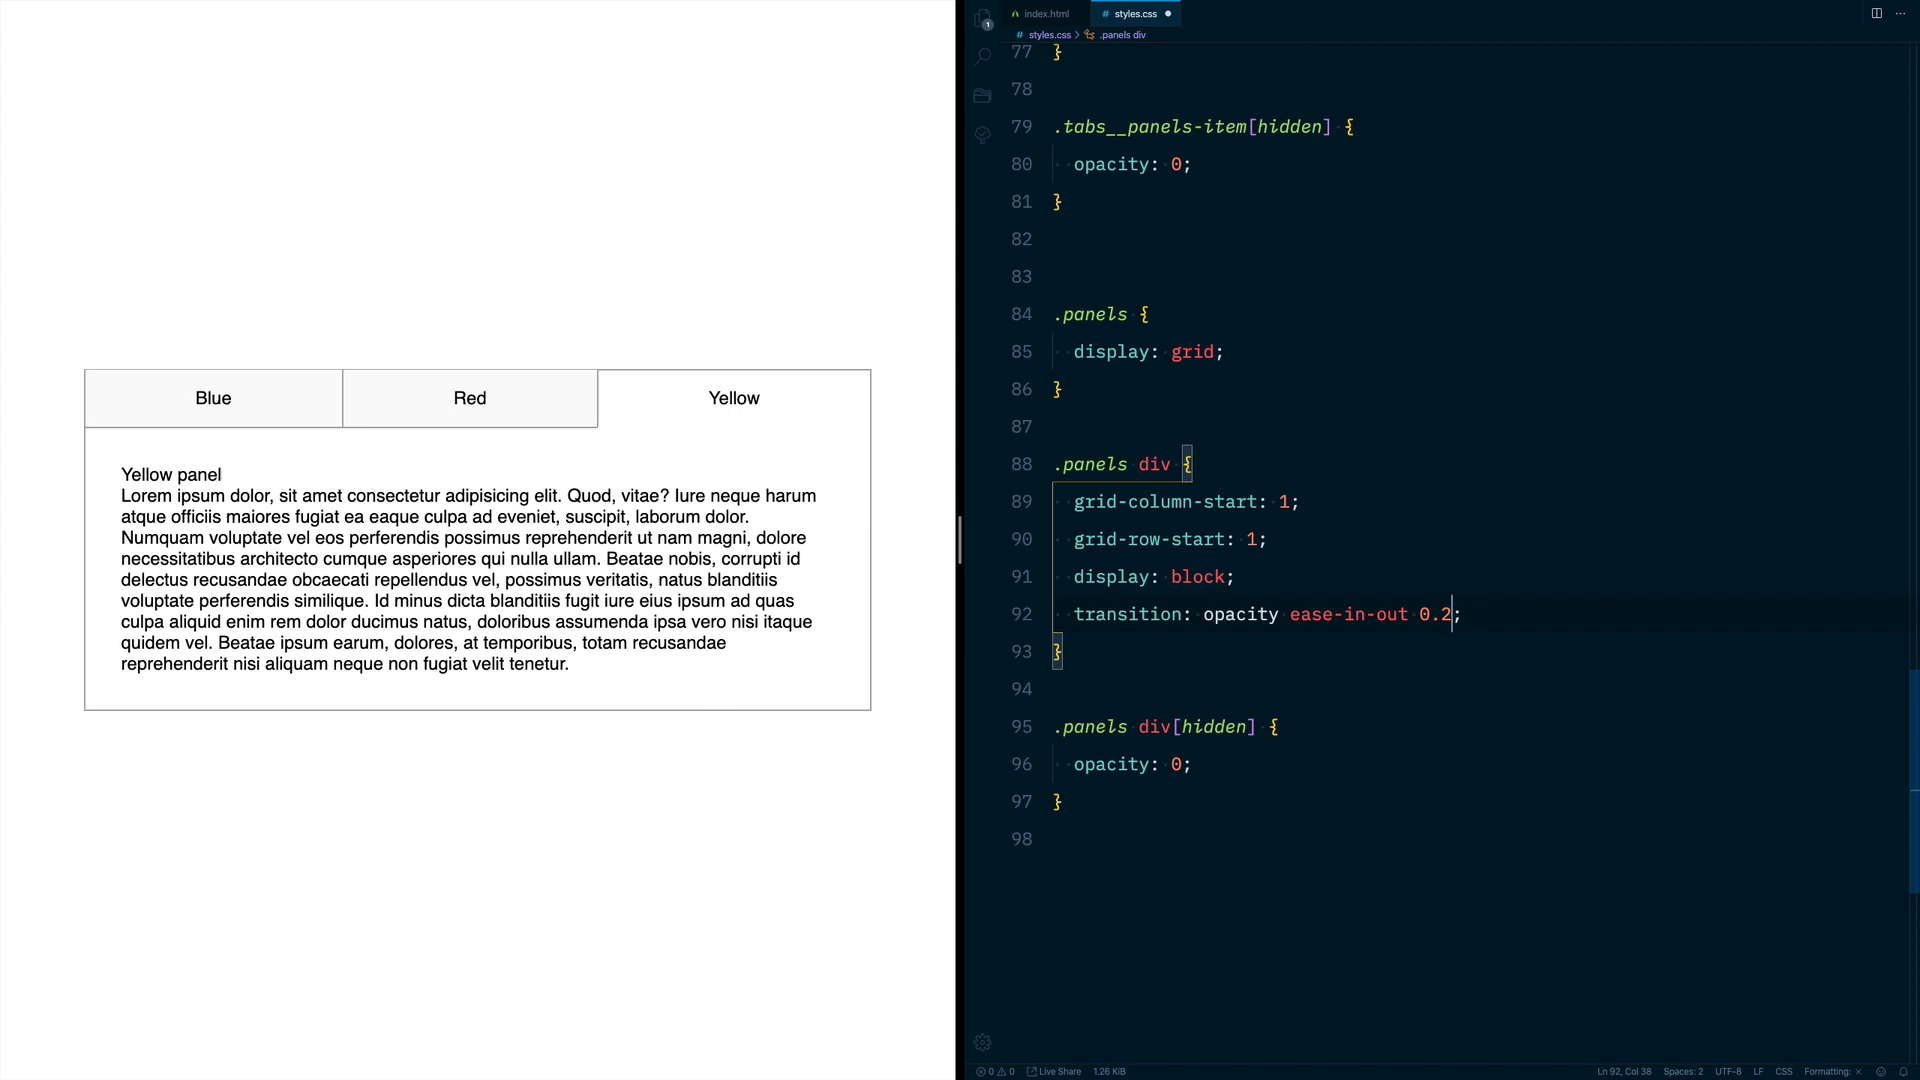 Blue
Red
Yellow
Yellow panel
Lorem ipsum dolor, sit amet consectetur adipisicing elit. Quod, vitae? Iure neque harum
atque officiis maiores fugiat ea eaque culpa ad eveniet, suscipit, laborum dolor.
Numquam voluptate vel eos perferendis possimus reprehenderit ut nam magni, dolore
necessitatibus architecto cumque asperiores qui nulla ullam. Beatae nobis, corrupti id
delectus recusandae obcaecati repellendus vel, possimus veritatis, natus blanditiis
voluptate perferendis similique. Id minus dicta blanditiis fugit iure eius ipsum ad quas
culpa aliquid enim rem dolor ducimus natus, doloribus assumenda ipsa vero nisi itaque
quidem vel. Beatae ipsum earum, dolores, at temporibus, totam recusandae
reprehenderit nisi aliquam neque non fugiat velit tenetur.
1
index.html
# styles.css
# styles.css > .panels div
77 }
78
79 .tabs__panels-item[hidden] {
80 opacity: 0;
81 }
82
83
84 .panels {
85 display: grid;
86 }
87
88 .panels div {
89 grid-column-start: 1;
90 grid-row-start: 1;
91 display: block;
92 transition: opacity ease-in-out 0.2;
93 }
94
95 .panels div[hidden] {
96 opacity: 0;
97 }
98
0 0 Live Share 1.26 KiB Ln 92, Col 38 Spaces: 2 UTF-8 LF CSS Formatting: ×